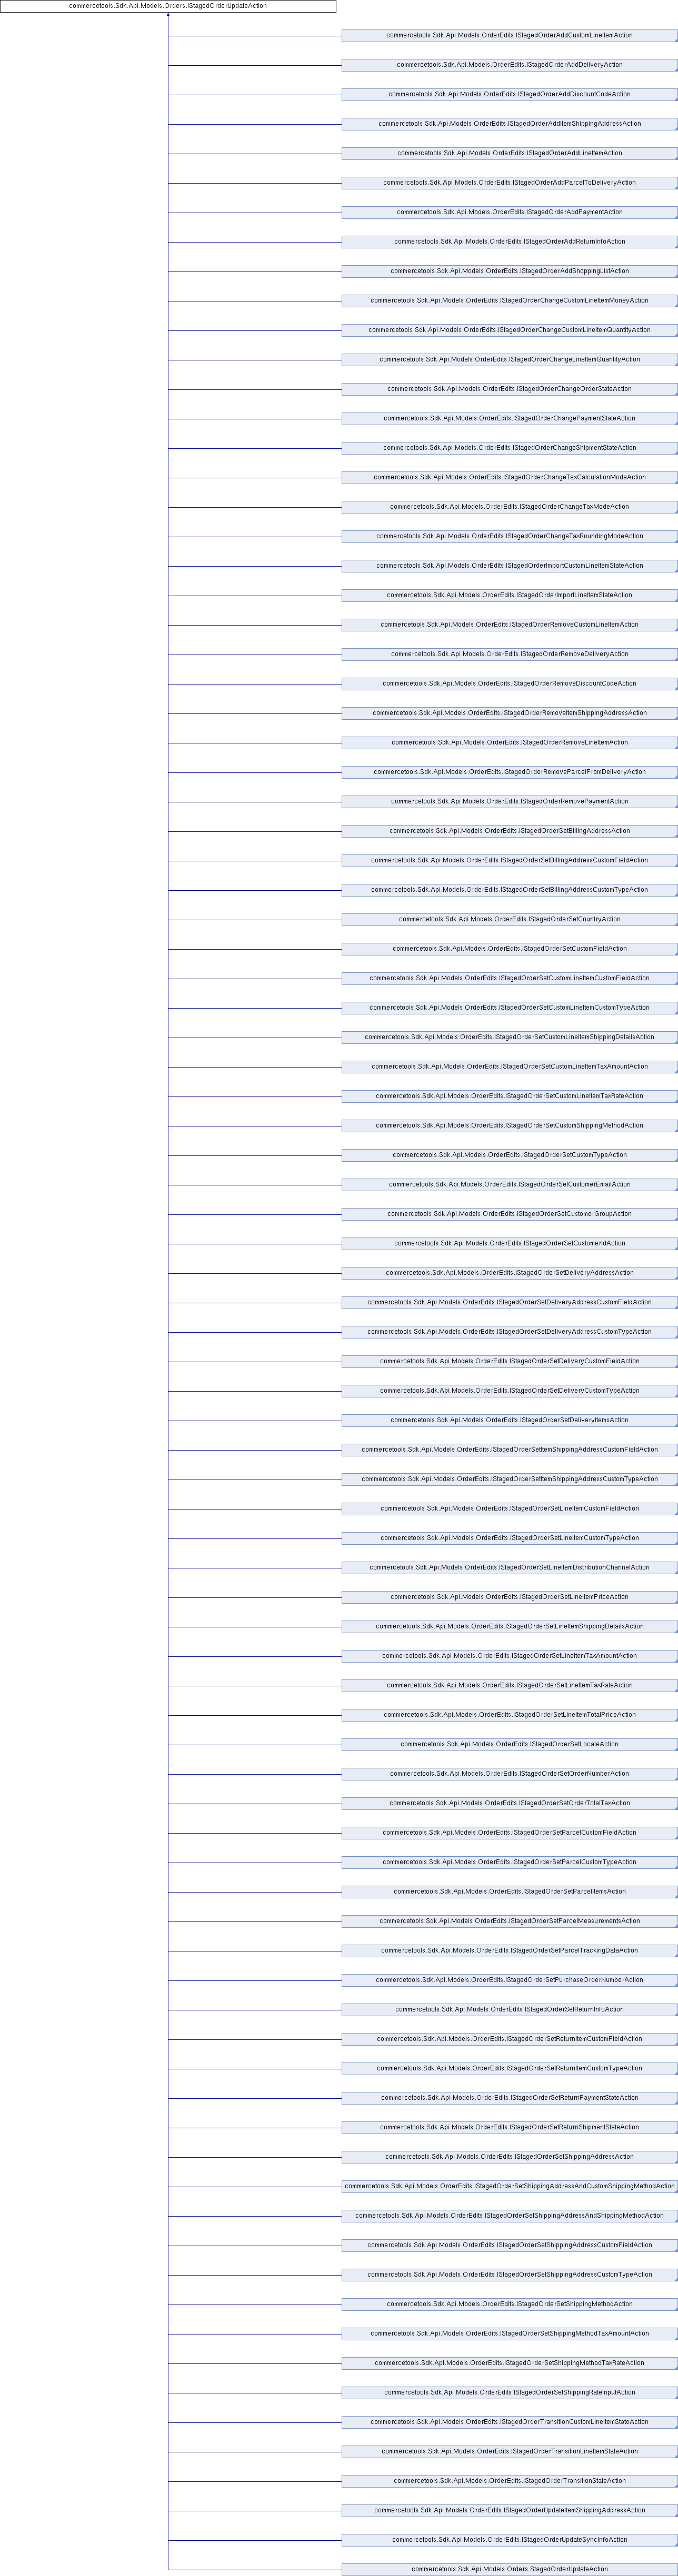 commercetools.Sdk.Api.Models.Orders.IStagedOrderUpdateAction
commercetools.Sdk.Api.Models.OrderEdits.IStagedOrderAddCustomLineItemAction
commercetools.Sdk.Api.Models.OrderEdits.IStagedOrderAddDeliveryAction
commercetools.Sdk.Api.Models.OrderEdits.IStagedOrderAddDiscountCodeAction
commercetools.Sdk.Api.Models.OrderEdits.IStagedOrderAddItemShippingAddressAction
commercetools.Sdk.Api.Models.OrderEdits.IStagedOrderAddLineItemAction
commercetools.Sdk.Api.Models.OrderEdits.IStagedOrderAddParcelToDeliveryAction
commercetools.Sdk.Api.Models.OrderEdits.IStagedOrderAddPaymentAction
commercetools.Sdk.Api.Models.OrderEdits.IStagedOrderAddReturnInfoAction
commercetools.Sdk.Api.Models.OrderEdits.IStagedOrderAddShoppingListAction
commercetools.Sdk.Api.Models.OrderEdits.IStagedOrderChangeCustomLineItemMoneyAction
commercetools.Sdk.Api.Models.OrderEdits.IStagedOrderChangeCustomLineItemQuantityAction
commercetools.Sdk.Api.Models.OrderEdits.IStagedOrderChangeLineItemQuantityAction
commercetools.Sdk.Api.Models.OrderEdits.IStagedOrderChangeOrderStateAction
commercetools.Sdk.Api.Models.OrderEdits.IStagedOrderChangePaymentStateAction
commercetools.Sdk.Api.Models.OrderEdits.IStagedOrderChangeShipmentStateAction
commercetools.Sdk.Api.Models.OrderEdits.IStagedOrderChangeTaxCalculationModeAction
commercetools.Sdk.Api.Models.OrderEdits.IStagedOrderChangeTaxModeAction
commercetools.Sdk.Api.Models.OrderEdits.IStagedOrderChangeTaxRoundingModeAction
commercetools.Sdk.Api.Models.OrderEdits.IStagedOrderImportCustomLineItemStateAction
commercetools.Sdk.Api.Models.OrderEdits.IStagedOrderImportLineItemStateAction
commercetools.Sdk.Api.Models.OrderEdits.IStagedOrderRemoveCustomLineItemAction
commercetools.Sdk.Api.Models.OrderEdits.IStagedOrderRemoveDeliveryAction
commercetools.Sdk.Api.Models.OrderEdits.IStagedOrderRemoveDiscountCodeAction
commercetools.Sdk.Api.Models.OrderEdits.IStagedOrderRemoveItemShippingAddressAction
commercetools.Sdk.Api.Models.OrderEdits.IStagedOrderRemoveLineItemAction
commercetools.Sdk.Api.Models.OrderEdits.IStagedOrderRemoveParcelFromDeliveryAction
commercetools.Sdk.Api.Models.OrderEdits.IStagedOrderRemovePaymentAction
commercetools.Sdk.Api.Models.OrderEdits.IStagedOrderSetBillingAddressAction
commercetools.Sdk.Api.Models.OrderEdits.IStagedOrderSetBillingAddressCustomFieldAction
commercetools.Sdk.Api.Models.OrderEdits.IStagedOrderSetBillingAddressCustomTypeAction
commercetools.Sdk.Api.Models.OrderEdits.IStagedOrderSetCountryAction
commercetools.Sdk.Api.Models.OrderEdits.IStagedOrderSetCustomFieldAction
commercetools.Sdk.Api.Models.OrderEdits.IStagedOrderSetCustomLineItemCustomFieldAction
commercetools.Sdk.Api.Models.OrderEdits.IStagedOrderSetCustomLineItemCustomTypeAction
commercetools.Sdk.Api.Models.OrderEdits.IStagedOrderSetCustomLineItemShippingDetailsAction
commercetools.Sdk.Api.Models.OrderEdits.IStagedOrderSetCustomLineItemTaxAmountAction
commercetools.Sdk.Api.Models.OrderEdits.IStagedOrderSetCustomLineItemTaxRateAction
commercetools.Sdk.Api.Models.OrderEdits.IStagedOrderSetCustomShippingMethodAction
commercetools.Sdk.Api.Models.OrderEdits.IStagedOrderSetCustomTypeAction
commercetools.Sdk.Api.Models.OrderEdits.IStagedOrderSetCustomerEmailAction
commercetools.Sdk.Api.Models.OrderEdits.IStagedOrderSetCustomerGroupAction
commercetools.Sdk.Api.Models.OrderEdits.IStagedOrderSetCustomerIdAction
commercetools.Sdk.Api.Models.OrderEdits.IStagedOrderSetDeliveryAddressAction
commercetools.Sdk.Api.Models.OrderEdits.IStagedOrderSetDeliveryAddressCustomFieldAction
commercetools.Sdk.Api.Models.OrderEdits.IStagedOrderSetDeliveryAddressCustomTypeAction
commercetools.Sdk.Api.Models.OrderEdits.IStagedOrderSetDeliveryCustomFieldAction
commercetools.Sdk.Api.Models.OrderEdits.IStagedOrderSetDeliveryCustomTypeAction
commercetools.Sdk.Api.Models.OrderEdits.IStagedOrderSetDeliveryItemsAction
commercetools.Sdk.Api.Models.OrderEdits.IStagedOrderSetItemShippingAddressCustomFieldAction
commercetools.Sdk.Api.Models.OrderEdits.IStagedOrderSetItemShippingAddressCustomTypeAction
commercetools.Sdk.Api.Models.OrderEdits.IStagedOrderSetLineItemCustomFieldAction
commercetools.Sdk.Api.Models.OrderEdits.IStagedOrderSetLineItemCustomTypeAction
commercetools.Sdk.Api.Models.OrderEdits.IStagedOrderSetLineItemDistributionChannelAction
commercetools.Sdk.Api.Models.OrderEdits.IStagedOrderSetLineItemPriceAction
commercetools.Sdk.Api.Models.OrderEdits.IStagedOrderSetLineItemShippingDetailsAction
commercetools.Sdk.Api.Models.OrderEdits.IStagedOrderSetLineItemTaxAmountAction
commercetools.Sdk.Api.Models.OrderEdits.IStagedOrderSetLineItemTaxRateAction
commercetools.Sdk.Api.Models.OrderEdits.IStagedOrderSetLineItemTotalPriceAction
commercetools.Sdk.Api.Models.OrderEdits.IStagedOrderSetLocaleAction
commercetools.Sdk.Api.Models.OrderEdits.IStagedOrderSetOrderNumberAction
commercetools.Sdk.Api.Models.OrderEdits.IStagedOrderSetOrderTotalTaxAction
commercetools.Sdk.Api.Models.OrderEdits.IStagedOrderSetParcelCustomFieldAction
commercetools.Sdk.Api.Models.OrderEdits.IStagedOrderSetParcelCustomTypeAction
commercetools.Sdk.Api.Models.OrderEdits.IStagedOrderSetParcelItemsAction
commercetools.Sdk.Api.Models.OrderEdits.IStagedOrderSetParcelMeasurementsAction
commercetools.Sdk.Api.Models.OrderEdits.IStagedOrderSetParcelTrackingDataAction
commercetools.Sdk.Api.Models.OrderEdits.IStagedOrderSetPurchaseOrderNumberAction
commercetools.Sdk.Api.Models.OrderEdits.IStagedOrderSetReturnInfoAction
commercetools.Sdk.Api.Models.OrderEdits.IStagedOrderSetReturnItemCustomFieldAction
commercetools.Sdk.Api.Models.OrderEdits.IStagedOrderSetReturnItemCustomTypeAction
commercetools.Sdk.Api.Models.OrderEdits.IStagedOrderSetReturnPaymentStateAction
commercetools.Sdk.Api.Models.OrderEdits.IStagedOrderSetReturnShipmentStateAction
commercetools.Sdk.Api.Models.OrderEdits.IStagedOrderSetShippingAddressAction
commercetools.Sdk.Api.Models.OrderEdits.IStagedOrderSetShippingAddressAndCustomShippingMethodAction
commercetools.Sdk.Api.Models.OrderEdits.IStagedOrderSetShippingAddressAndShippingMethodAction
commercetools.Sdk.Api.Models.OrderEdits.IStagedOrderSetShippingAddressCustomFieldAction
commercetools.Sdk.Api.Models.OrderEdits.IStagedOrderSetShippingAddressCustomTypeAction
commercetools.Sdk.Api.Models.OrderEdits.IStagedOrderSetShippingMethodAction
commercetools.Sdk.Api.Models.OrderEdits.IStagedOrderSetShippingMethodTaxAmountAction
commercetools.Sdk.Api.Models.OrderEdits.IStagedOrderSetShippingMethodTaxRateAction
commercetools.Sdk.Api.Models.OrderEdits.IStagedOrderSetShippingRateInputAction
commercetools.Sdk.Api.Models.OrderEdits.IStagedOrderTransitionCustomLineItemStateAction
commercetools.Sdk.Api.Models.OrderEdits.IStagedOrderTransitionLineItemStateAction
commercetools.Sdk.Api.Models.OrderEdits.IStagedOrderTransitionStateAction
commercetools.Sdk.Api.Models.OrderEdits.IStagedOrderUpdateItemShippingAddressAction
commercetools.Sdk.Api.Models.OrderEdits.IStagedOrderUpdateSyncInfoAction
commercetools.Sdk.Api.Models.Orders.StagedOrderUpdateAction